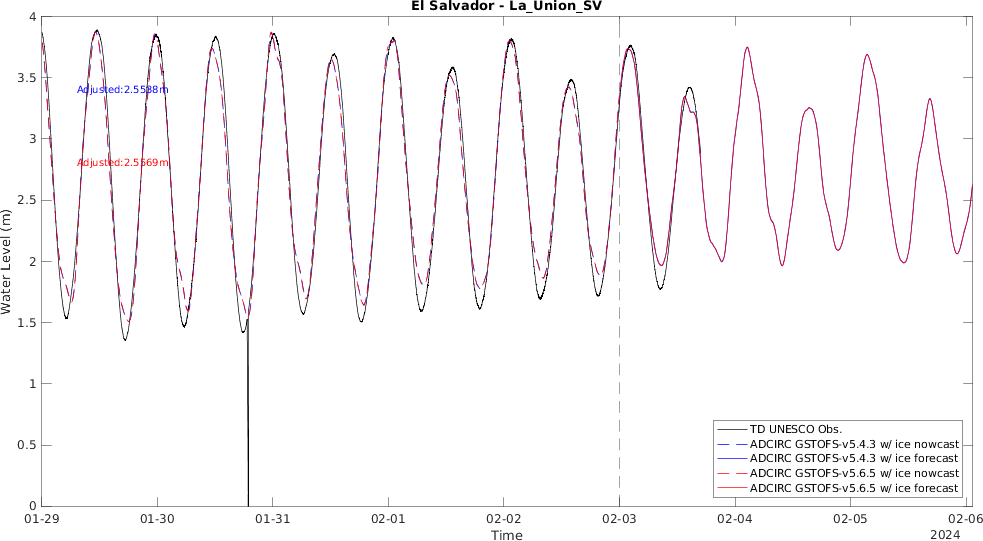 El Salvador - La_Union_SV
4
3.5
3
2.5
2
1.5
1
0.5
0
Water Level (m)
Adjusted:2.5538m
Adjusted:2.5569m
TD UNESCO Obs.
ADCIRC GSTOFS-v5.4.3 w/ ice nowcast
ADCIRC GSTOFS-v5.4.3 w/ ice forecast
ADCIRC GSTOFS-v5.6.5 w/ ice nowcast
ADCIRC GSTOFS-v5.6.5 w/ ice forecast
01-29 01-30 01-31 02-01 02-02 02-03 02-04 02-05 02-06
Time
2024